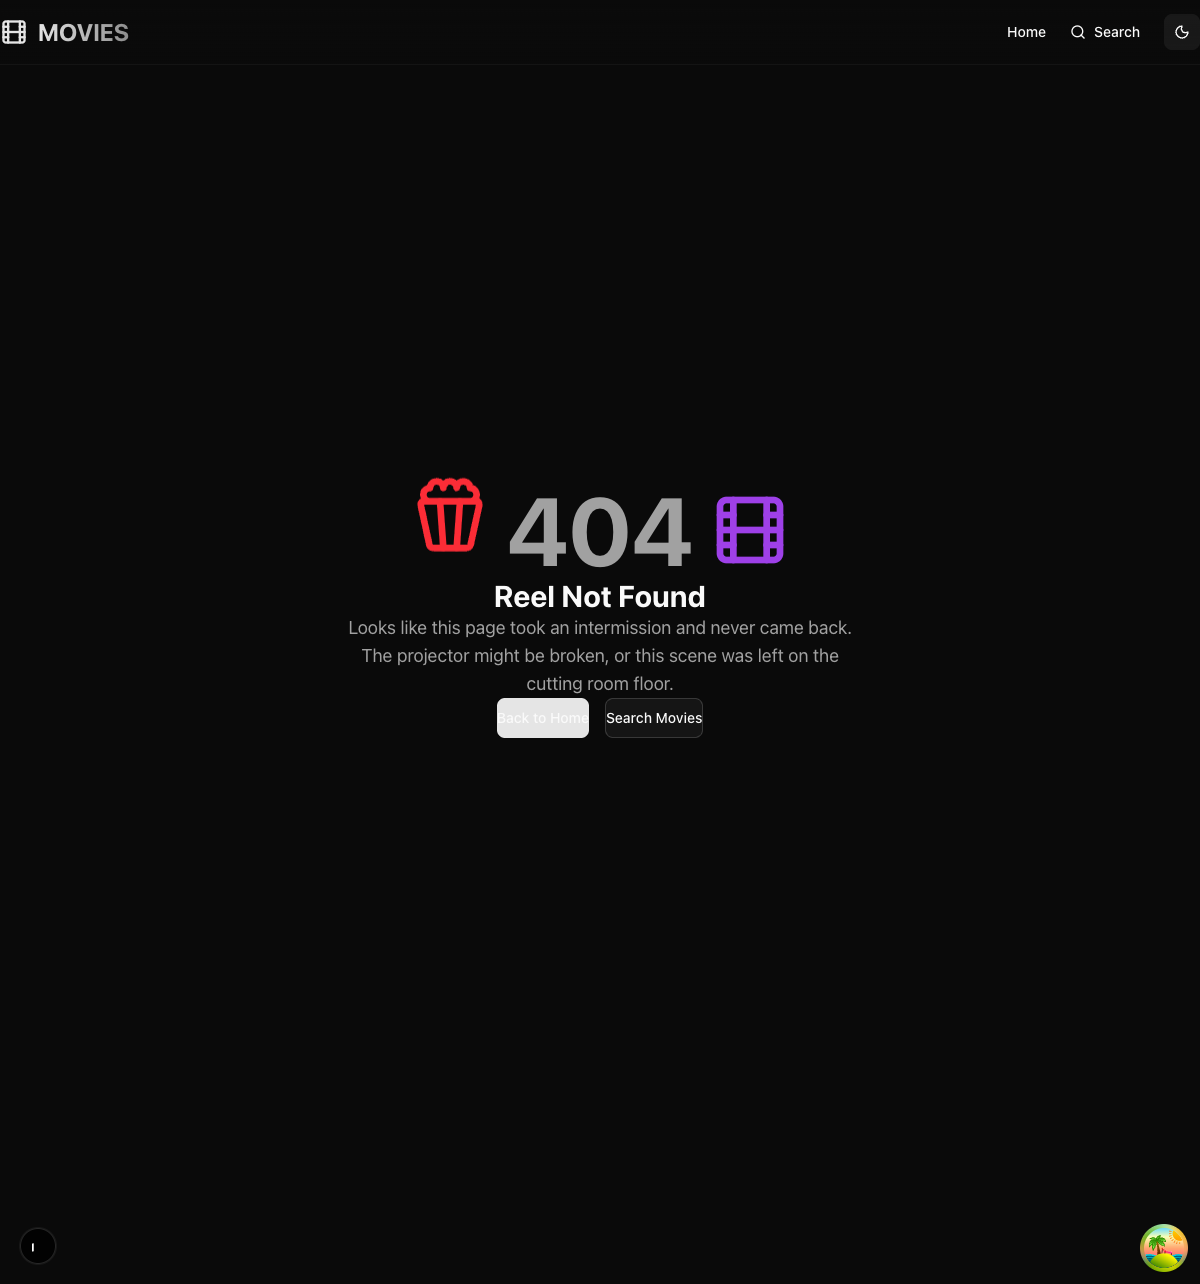 MOVIES
Home
Search
404
Reel Not Found
Looks like this page took an intermission and never came back.
The projector might be broken, or this scene was left on the
cutting room floor.
Back to Home
Search Movies